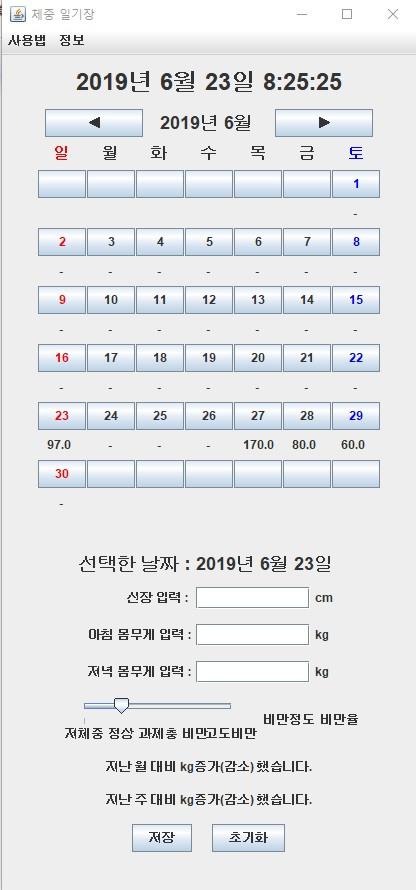 체중 일기장
사용법 정보
2019년 6월 23일 8:25:25
◀ 2019년 6월 ▶
일 월 화 수 목 금 토
1
-
2 3 4 5 6 7 8
- - - - - - -
9 10 11 12 13 14 15
- - - - - - -
16 17 18 19 20 21 22
- - - - - - -
23 24 25 26 27 28 29
97.0 - - - 170.0 80.0 60.0
30
-
선택한 날짜 : 2019년 6월 23일
신장 입력 : cm
아침 몸무게 입력 : kg
저녁 몸무게 입력 : kg
비만정도 비만율
저체중 정상 과제충 비만고도비만
지난 월 대비 kg증가(감소) 했습니다.
지난 주 대비 kg증가(감소) 했습니다.
저장 초기화